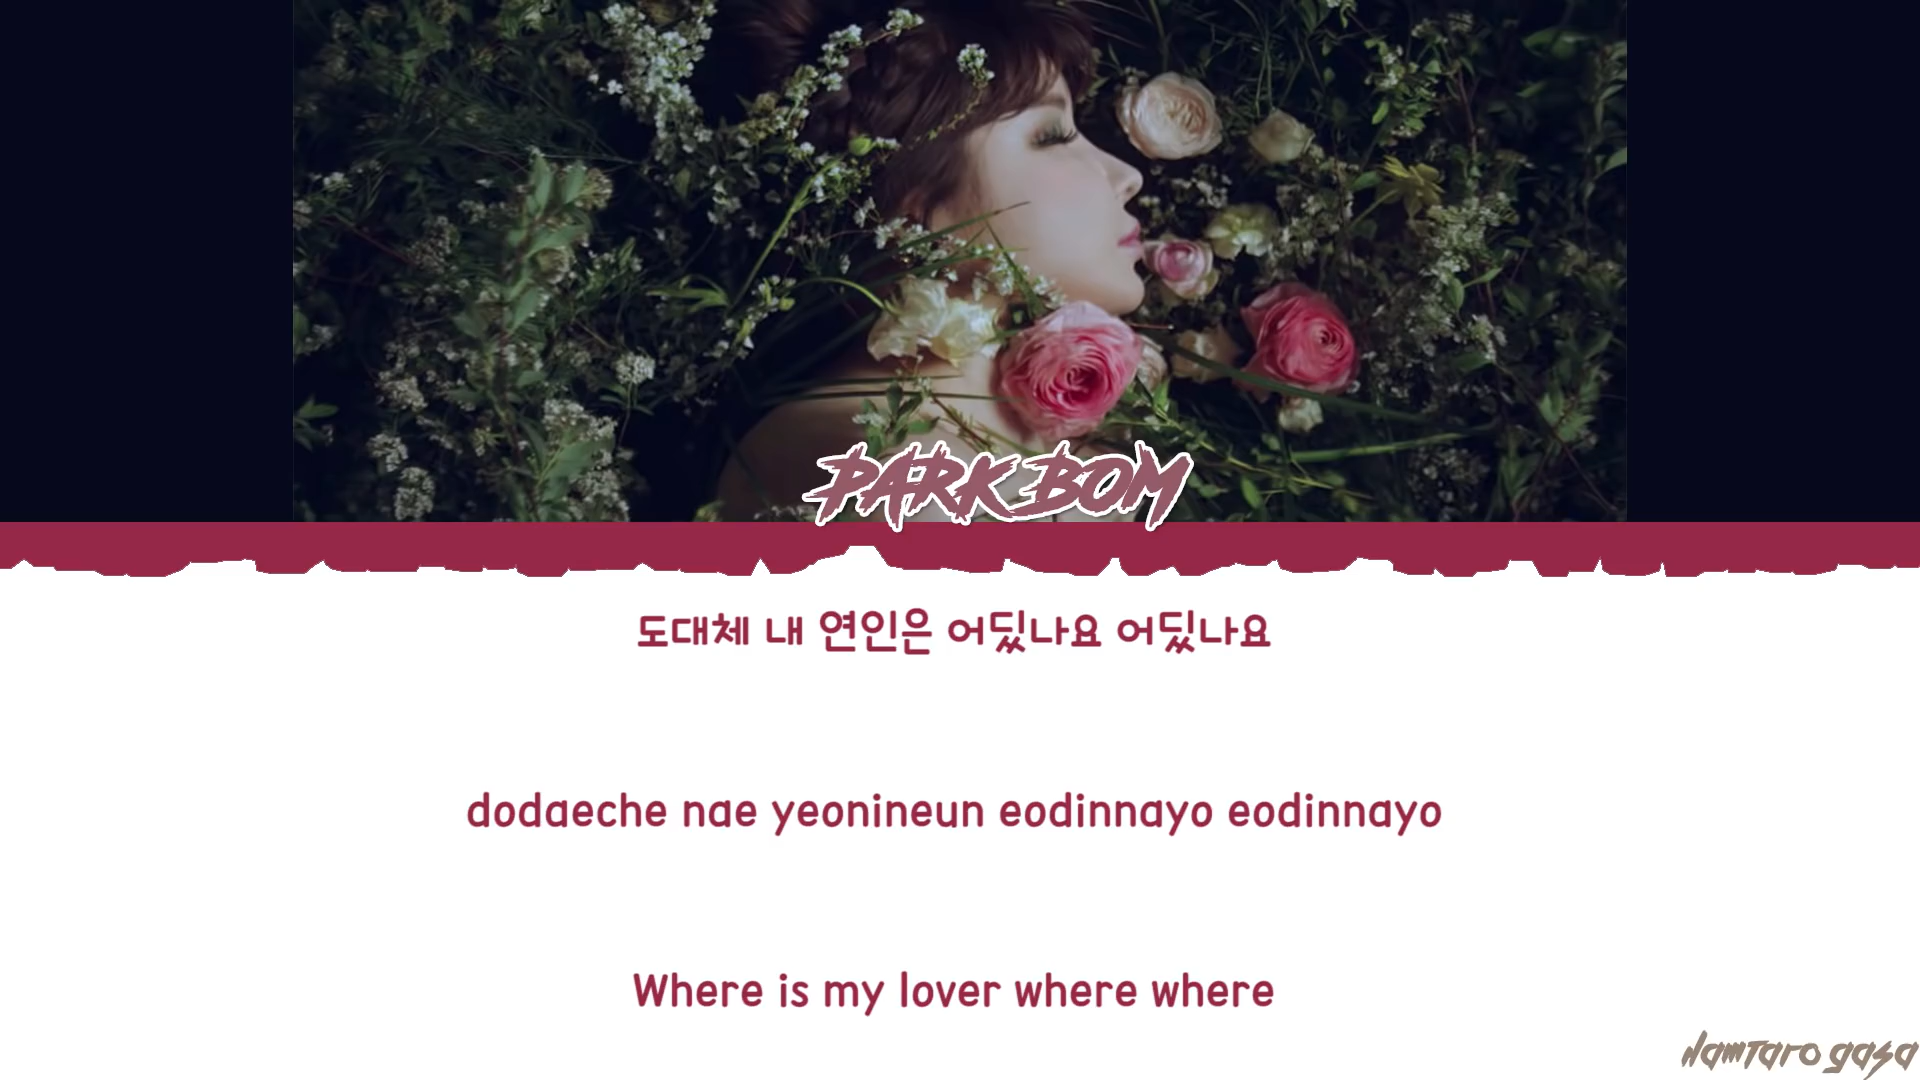 PARK BOM
도대체 내 연인은 어딨나요 어딨나요
dodaeche nae yeonineun eodinnayo eodinnayo
Where is my lover where where
Hamtaro gasa